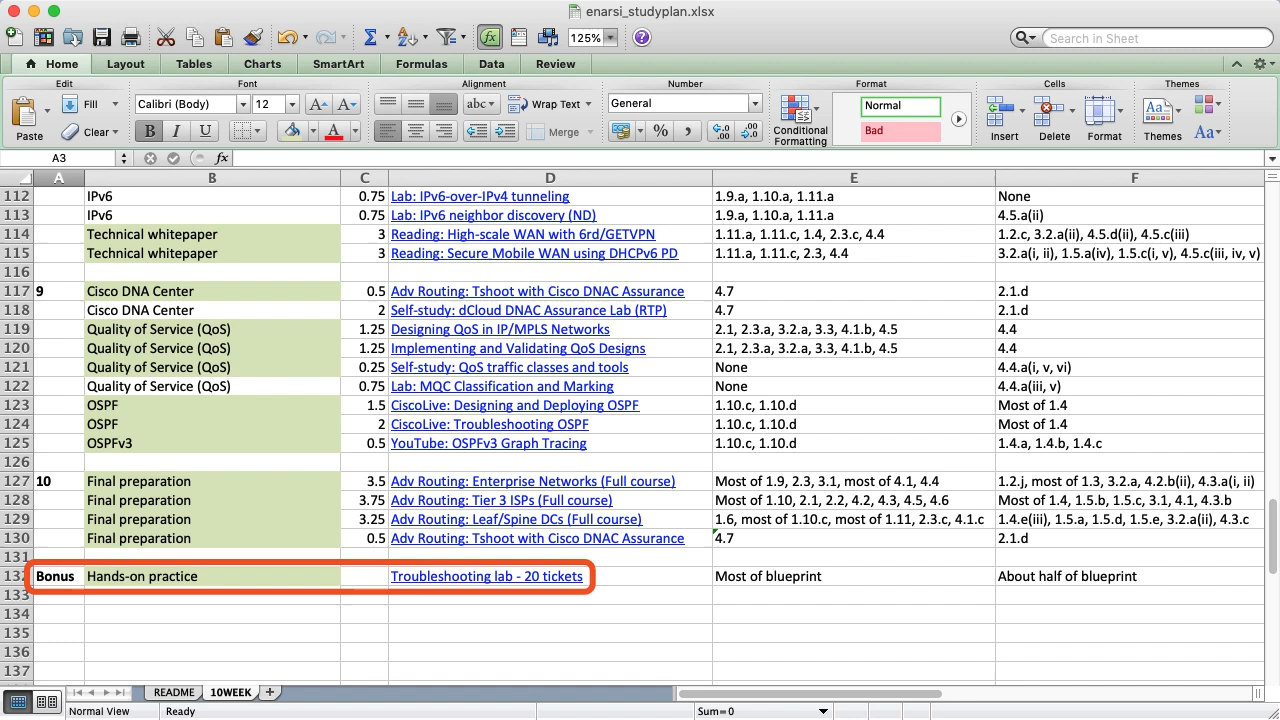 enarsi_studyplan.xlsx
125%
Search in Sheet
Home Layout Tables Charts SmartArt Formulas Data Review
Edit Font Alignment Number Format Cells Themes
Paste Fill Clear
Calibri (Body) 12 A A
B I U A
abc Wrap Text Merge
General
% , .0 .00 .00 .0
Conditional Formatting
Normal
Bad
Insert Delete Format
Themes Aa Aa
A3 fx
A B C D E F
112 IPv6 0.75 Lab: IPv6-over-IPv4 tunneling 1.9.a, 1.10.a, 1.11.a None
113 IPv6 0.75 Lab: IPv6 neighbor discovery (ND) 1.9.a, 1.10.a, 1.11.a 4.5.a(ii)
114 Technical whitepaper 3 Reading: High-scale WAN with 6rd/GETVPN 1.11.a, 1.11.c, 1.4, 2.3.c, 4.4 1.2.c, 3.2.a(ii), 4.5.d(ii), 4.5.c(iii)
115 Technical whitepaper 3 Reading: Secure Mobile WAN using DHCPv6 PD 1.11.a, 1.11.c, 2.3, 4.4 3.2.a(i, ii), 1.5.a(iv), 1.5.c(i, v), 4.5.c(iii, iv, v)
116
117 9 Cisco DNA Center 0.5 Adv Routing: Tshoot with Cisco DNAC Assurance 4.7 2.1.d
118 Cisco DNA Center 2 Self-study: dCloud DNAC Assurance Lab (RTP) 4.7 2.1.d
119 Quality of Service (QoS) 1.25 Designing QoS in IP/MPLS Networks 2.1, 2.3.a, 3.2.a, 3.3, 4.1.b, 4.5 4.4
120 Quality of Service (QoS) 1.25 Implementing and Validating QoS Designs 2.1, 2.3.a, 3.2.a, 3.3, 4.1.b, 4.5 4.4
121 Quality of Service (QoS) 0.25 Self-study: QoS traffic classes and tools None 4.4.a(i, v, vi)
122 Quality of Service (QoS) 0.75 Lab: MQC Classification and Marking None 4.4.a(iii, v)
123 OSPF 1.5 CiscoLive: Designing and Deploying OSPF 1.10.c, 1.10.d Most of 1.4
124 OSPF 2 CiscoLive: Troubleshooting OSPF 1.10.c, 1.10.d Most of 1.4
125 OSPFv3 0.5 YouTube: OSPFv3 Graph Tracing 1.10.c, 1.10.d 1.4.a, 1.4.b, 1.4.c
126
127 10 Final preparation 3.5 Adv Routing: Enterprise Networks (Full course) Most of 1.9, 2.3, 3.1, most of 4.1, 4.4 1.2.j, most of 1.3, 3.2.a, 4.2.b(ii), 4.3.a(i, ii)
128 Final preparation 3.75 Adv Routing: Tier 3 ISPs (Full course) Most of 1.10, 2.1, 2.2, 4.2, 4.3, 4.5, 4.6 Most of 1.4, 1.5.b, 1.5.c, 3.1, 4.1, 4.3.b
129 Final preparation 3.25 Adv Routing: Leaf/Spine DCs (Full course) 1.6, most of 1.10.c, most of 1.11, 2.3.c, 4.1.c 1.4.e(iii), 1.5.a, 1.5.d, 1.5.e, 3.2.a(ii), 4.3.c
130 Final preparation 0.5 Adv Routing: Tshoot with Cisco DNAC Assurance 4.7 2.1.d
131
132 Bonus Hands-on practice Troubleshooting lab - 20 tickets Most of blueprint About half of blueprint
133
134
135
136
137
README 10WEEK +
Normal View Ready Sum=0